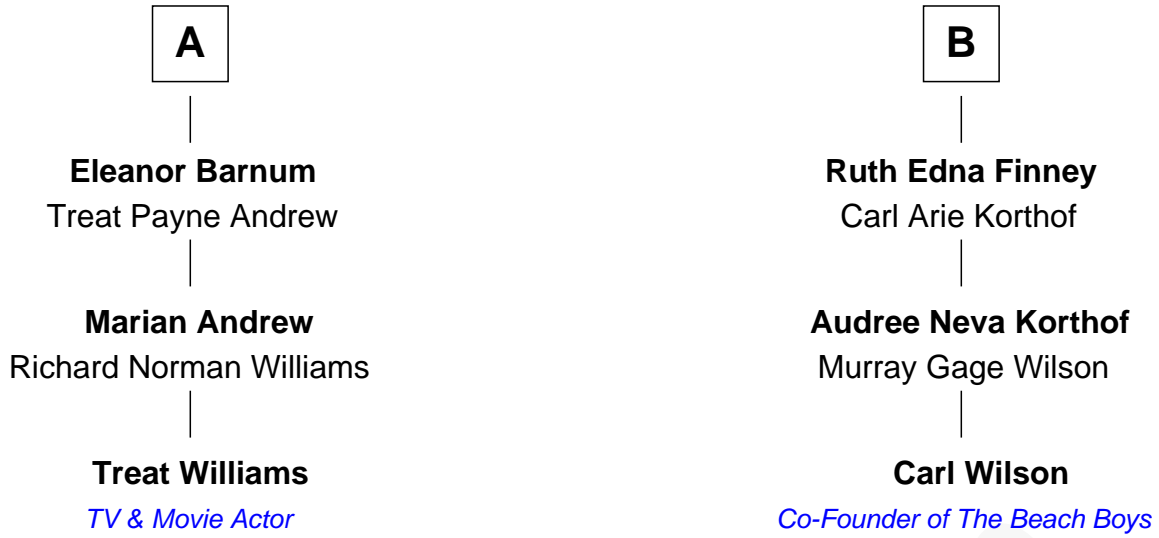 A
Eleanor Barnum
Treat Payne Andrew
Marian Andrew
Richard Norman Williams
Treat Williams
TV & Movie Actor
B
Ruth Edna Finney
Carl Arie Korthof
Audree Neva Korthof
Murray Gage Wilson
Carl Wilson
Co-Founder of The Beach Boys